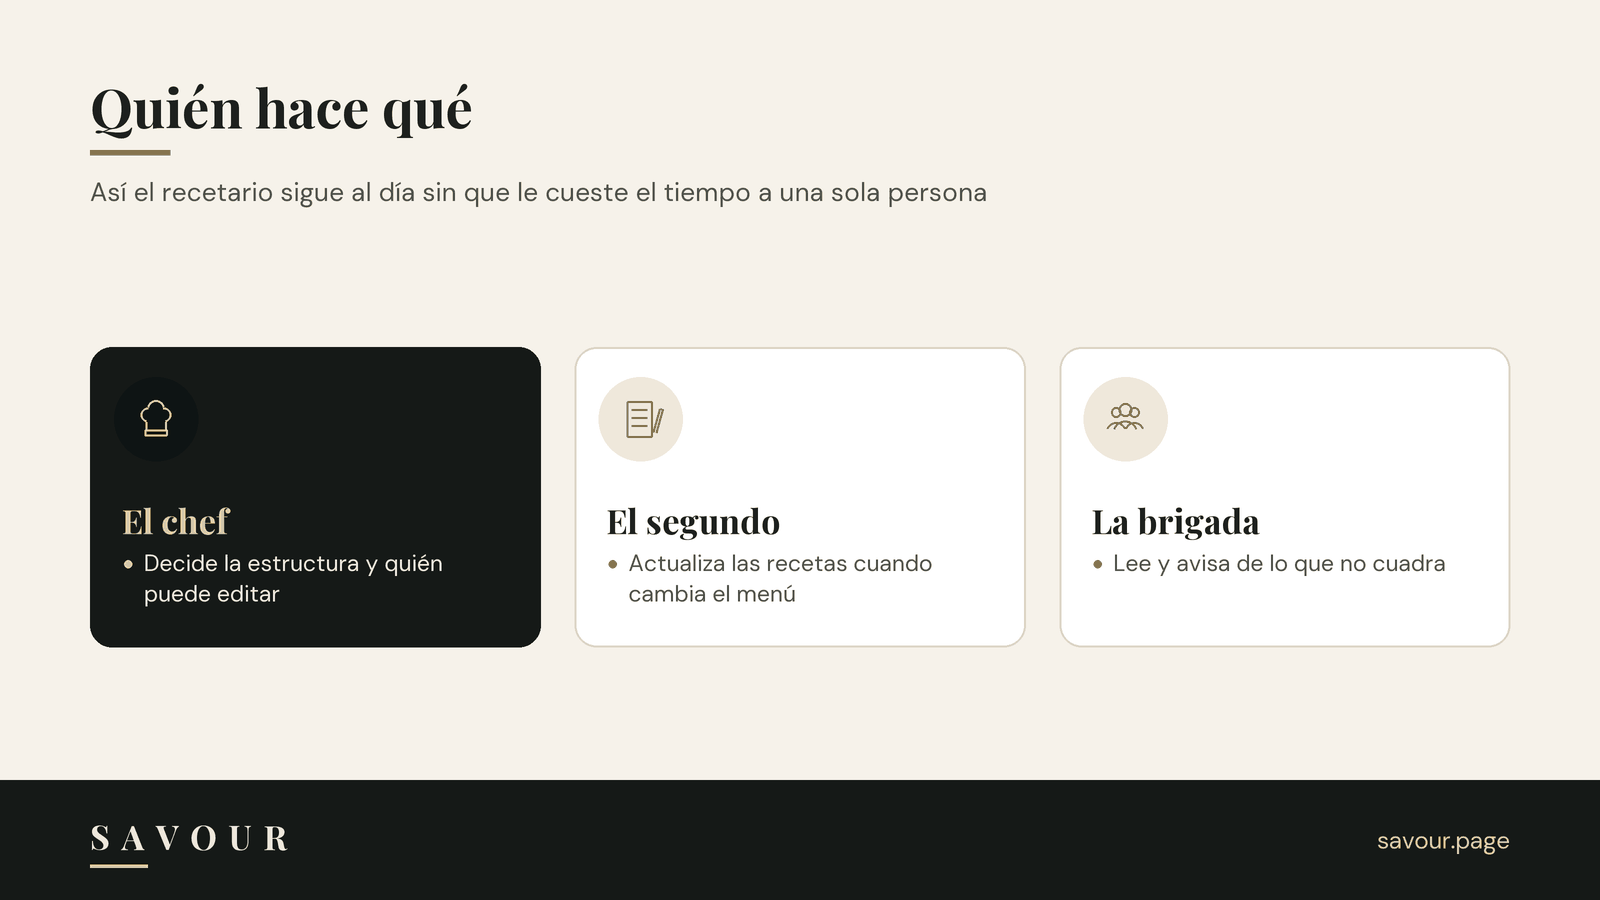 Quién hace qué
Así el recetario sigue al día sin que le cueste el tiempo a una sola persona
El chef
• Decide la estructura y quién
puede editar
El segundo
• Actualiza las recetas cuando
cambia el menú
La brigada
• Lee y avisa de lo que no cuadra
SAVOUR
savour.page